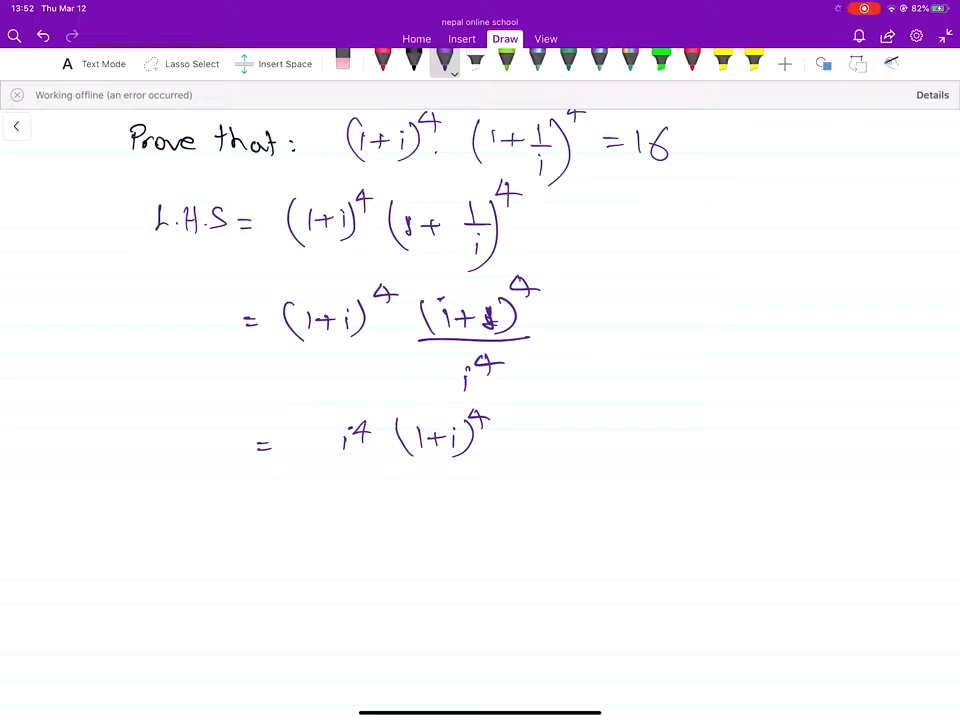 13:52 Thu Mar 12 82%
nepal online school
Home Insert Draw View
A Text Mode Lasso Select Insert Space
Working offline (an error occurred) Details
Prove that: (1+i)^4 . (1+1/i)^4 = 16
L.H.S = (1+i)^4 (1+1/i)^4
= (1+i)^4 (i+1)^4/i^4
= i^4 (1+i)^4